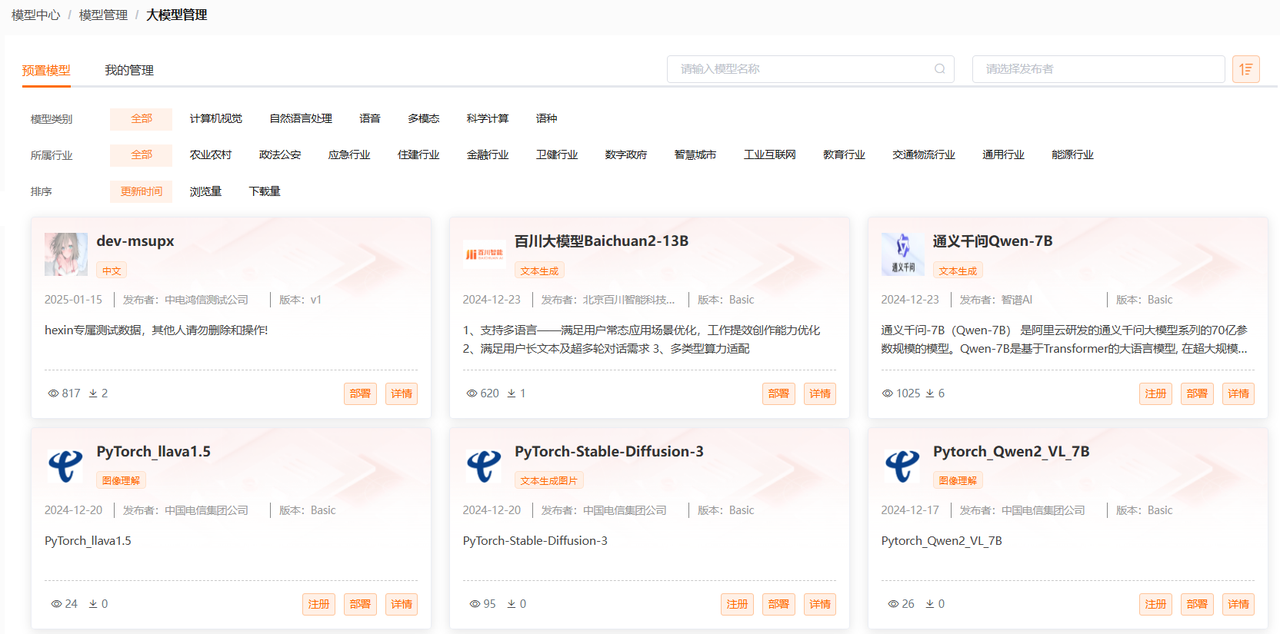 模型中心 / 模型管理 / 大模型管理
预置模型 我的管理 请输入模型名称 请选择发布者
模型类别 全部 计算机视觉 自然语言处理 语音 多模态 科学计算 语种
所属行业 全部 农业农村 政法公安 应急行业 住建行业 金融行业 卫健行业 数字政府 智慧城市 工业互联网 教育行业 交通物流行业 通用行业 能源行业
排序 更新时间 浏览量 下载量
dev-msupx
中文
2025-01-15 发布者：中电鸿信测试公司 版本：v1
hexin专属测试数据，其他人请勿删除和操作!
817 2 部署 详情
百川智能
百川大模型Baichuan2-13B
文本生成
2024-12-23 发布者：北京百川智能科技... 版本：Basic
1、支持多语言——满足用户常态应用场景优化，工作提效创作能力优化
2、满足用户长文本及超多轮对话需求 3、多类型算力适配
620 1 部署 详情
通义千问
通义千问Qwen-7B
文本生成
2024-12-23 发布者：智谱AI 版本：Basic
通义千问-7B（Qwen-7B） 是阿里云研发的通义千问大模型系列的70亿参
数规模的模型。Qwen-7B是基于Transformer的大语言模型, 在超大规模...
1025 6 注册 部署 详情
PyTorch_llava1.5
图像理解
2024-12-20 发布者：中国电信集团公司 版本：Basic
PyTorch_llava1.5
24 0 注册 部署 详情
PyTorch-Stable-Diffusion-3
文本生成图片
2024-12-20 发布者：中国电信集团公司 版本：Basic
PyTorch-Stable-Diffusion-3
95 0 注册 部署 详情
Pytorch_Qwen2_VL_7B
图像理解
2024-12-17 发布者：中国电信集团公司 版本：Basic
Pytorch_Qwen2_VL_7B
26 0 注册 部署 详情